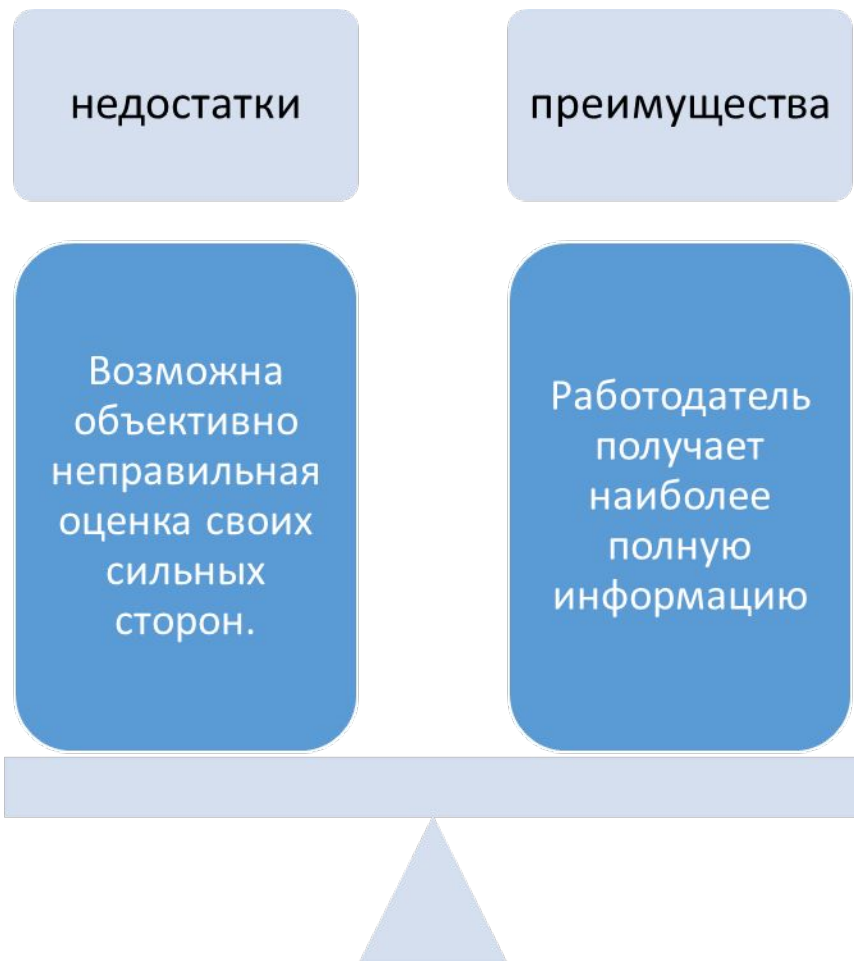 недостатки
преимущества
Возможна
объективно
неправильная
оценка своих
сильных
сторон.
Работодатель
получает
наиболее
полную
информацию